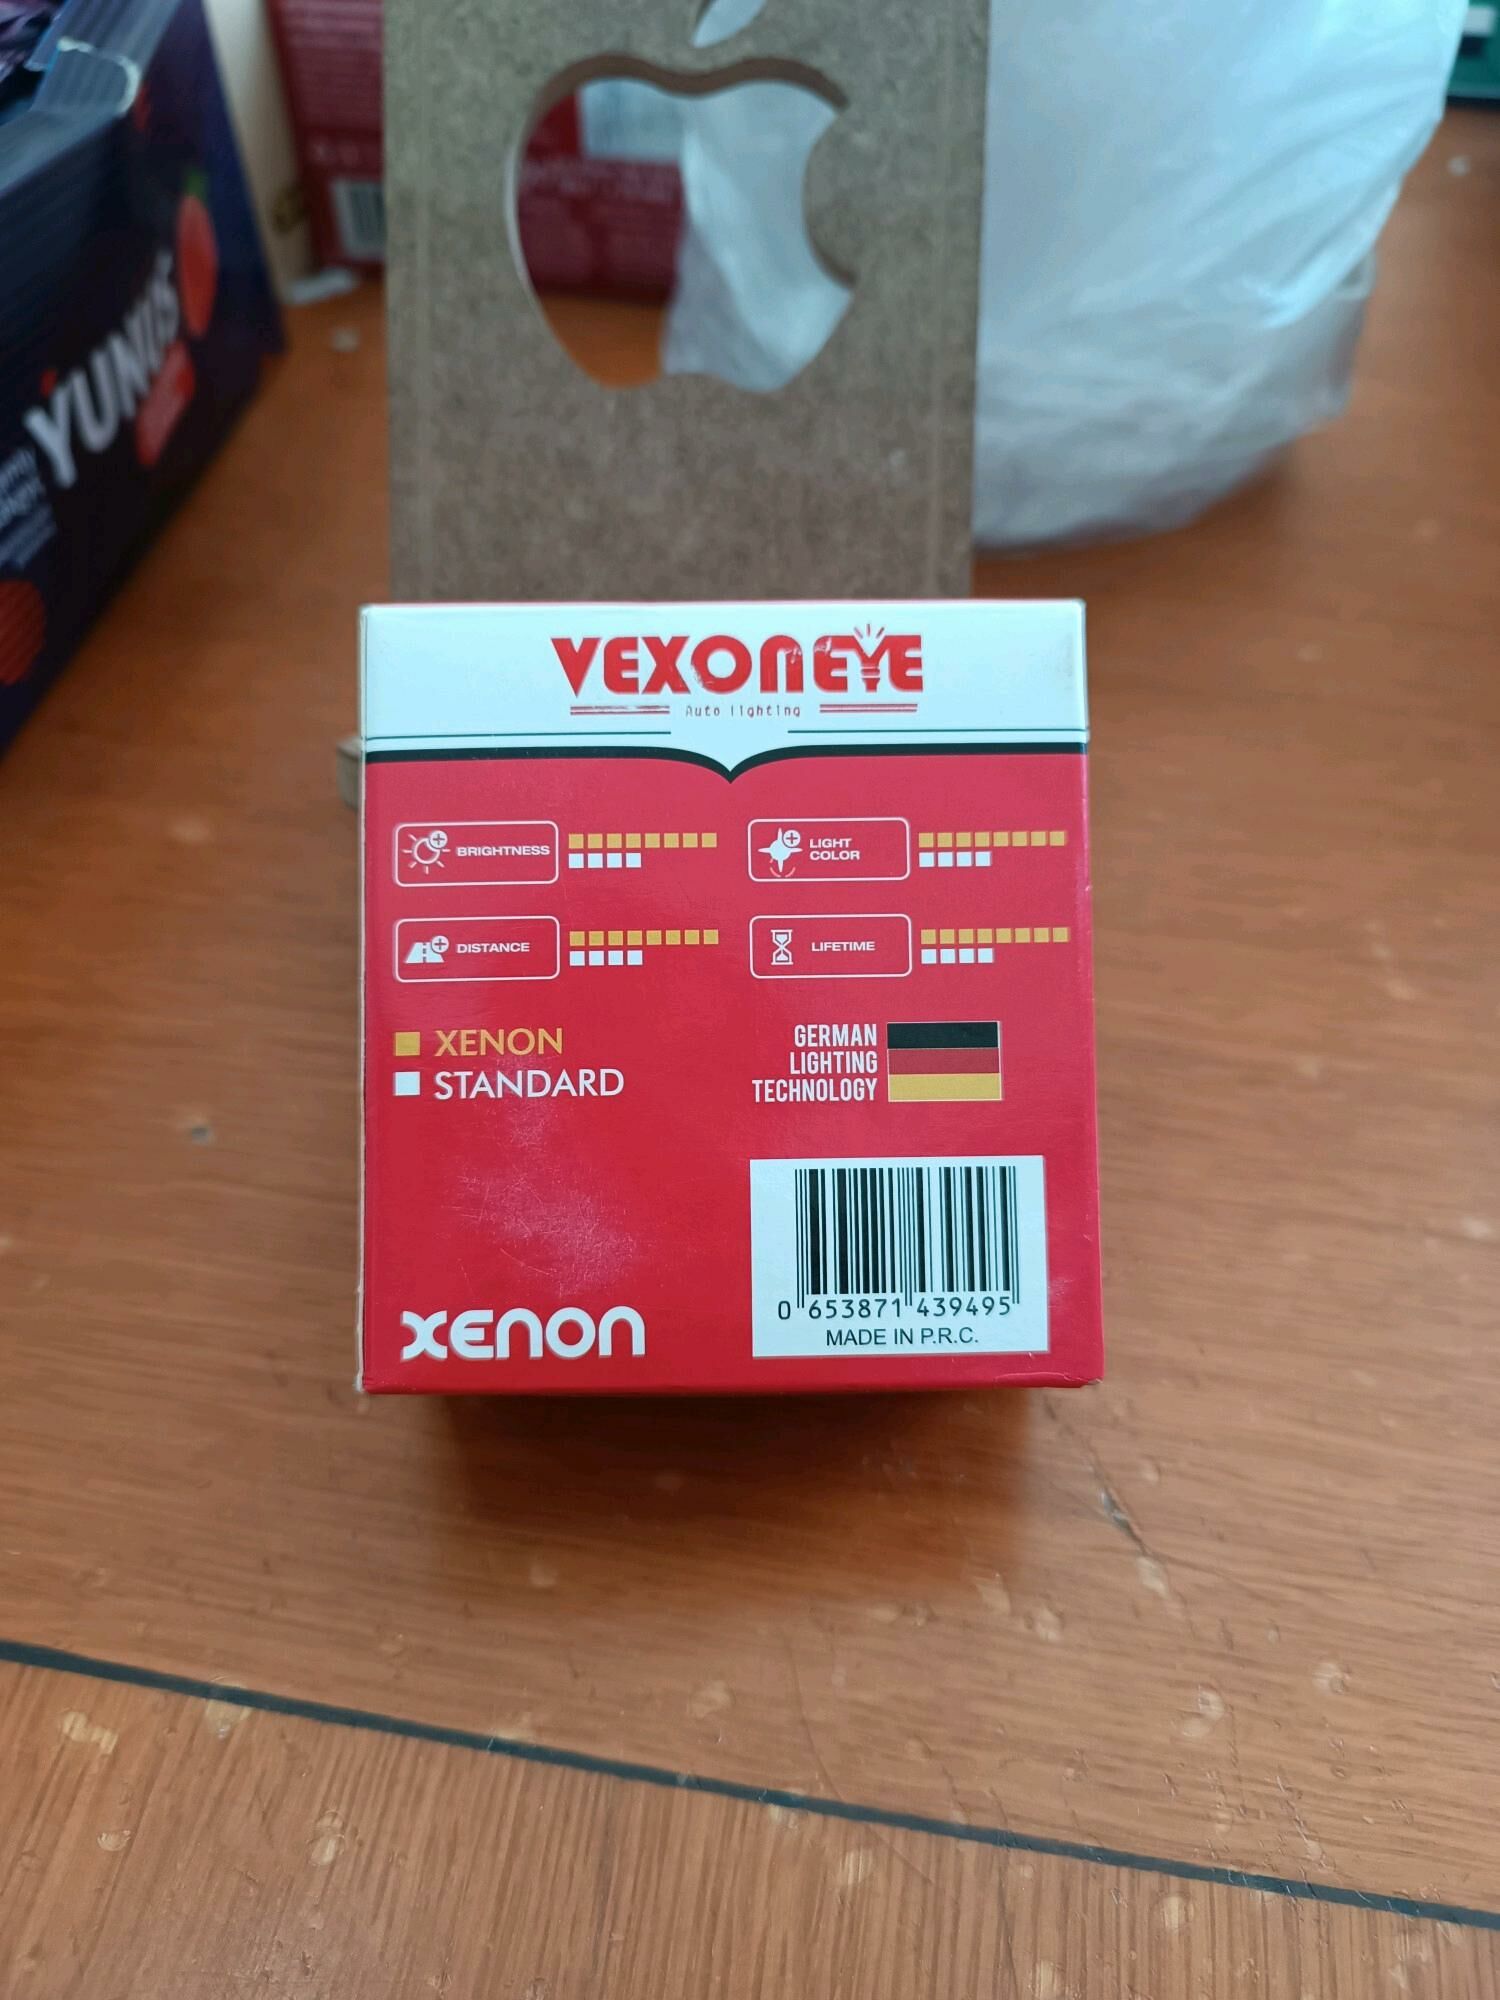 YUNUS
VEXONEYE
Auto lighting
BRIGHTNESS
LIGHT
COLOR
DISTANCE
LIFETIME
XENON
STANDARD
GERMAN
LIGHTING
TECHNOLOGY
0 653871 439495
MADE IN P.R.C.
XENON